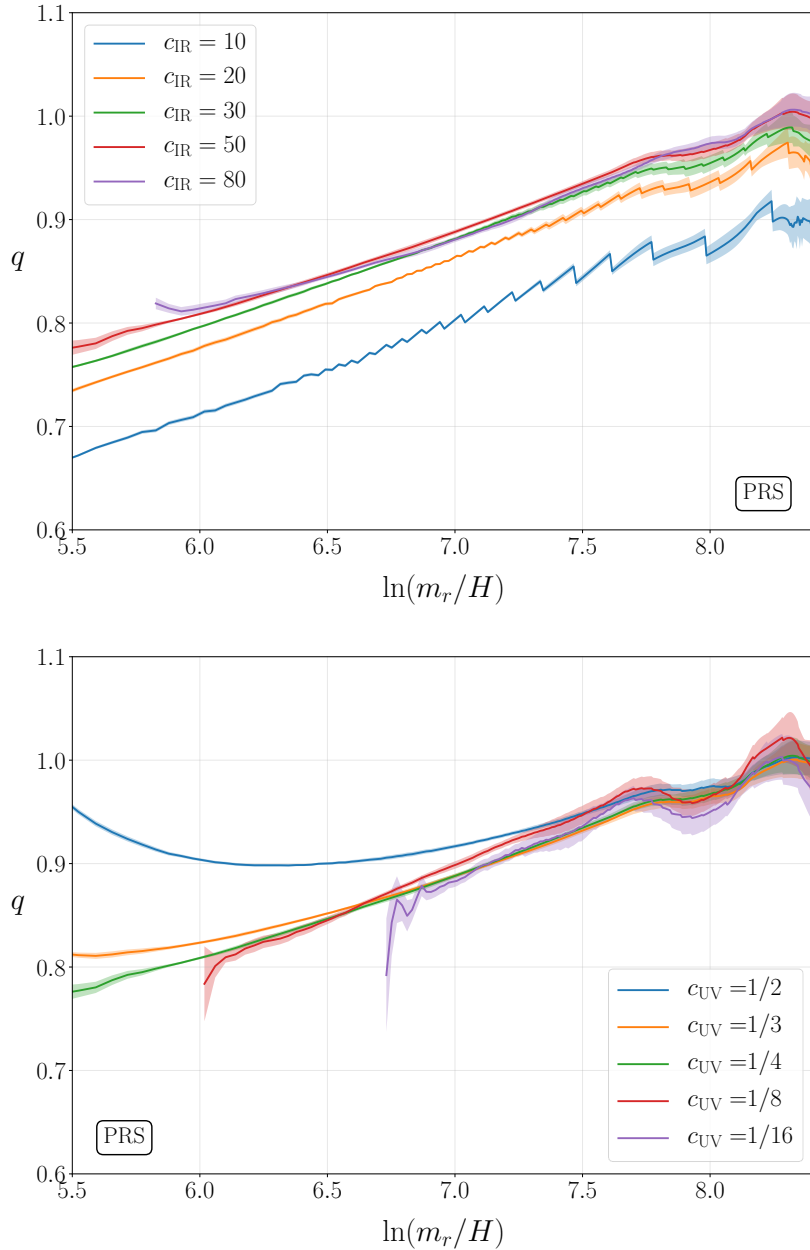 1.1
1.0
0.9
0.8
0.7
0.6
q
c_IR = 10
c_IR = 20
c_IR = 30
c_IR = 50
c_IR = 80
PRS
5.5 6.0 6.5 7.0 7.5 8.0
ln(m_r/H)
1.1
1.0
0.9
0.8
0.7
0.6
q
c_UV =1/2
c_UV =1/3
c_UV =1/4
c_UV =1/8
c_UV =1/16
PRS
5.5 6.0 6.5 7.0 7.5 8.0
ln(m_r/H)